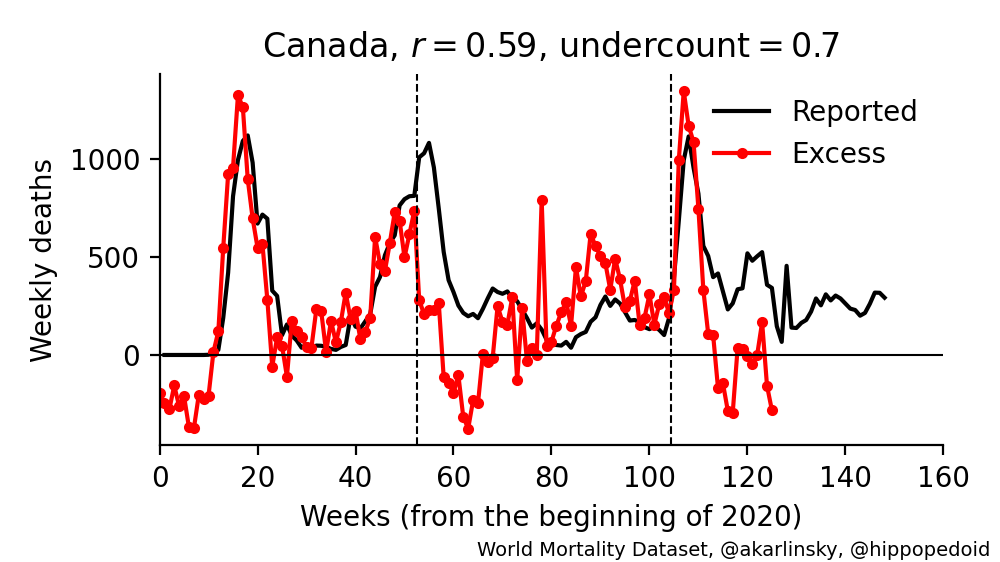 Canada, r = 0.59, undercount = 0.7
Reported
Excess
Weekly deaths
1000
500
0
0 20 40 60 80 100 120 140 160
Weeks (from the beginning of 2020)
World Mortality Dataset, @akarlinsky, @hippopedoid